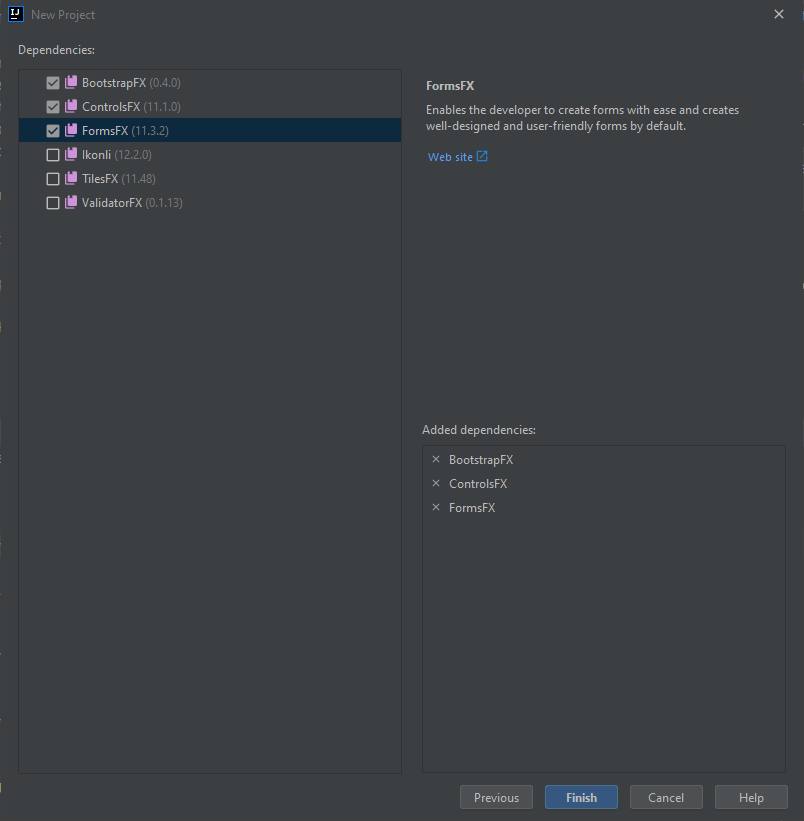 IJ
New Project
Dependencies:
BootstrapFX (0.4.0)
ControlsFX (11.1.0)
FormsFX (11.3.2)
Ikonli (12.2.0)
TilesFX (11.48)
ValidatorFX (0.1.13)
FormsFX
Enables the developer to create forms with ease and creates
well-designed and user-friendly forms by default.
Web site
Added dependencies:
× BootstrapFX
× ControlsFX
× FormsFX
Previous
Finish
Cancel
Help